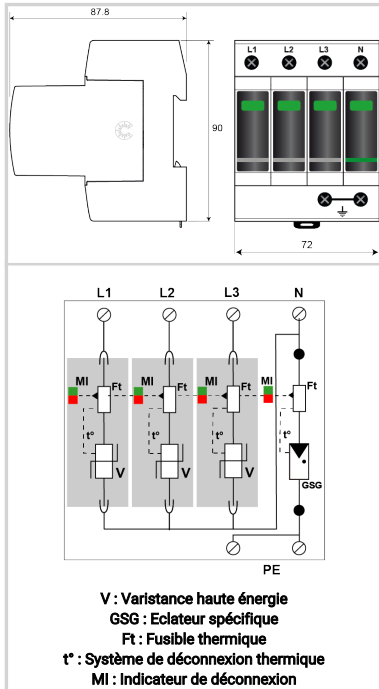 87.8
90
L1 L2 L3 N
72
L1 L2 L3 N
MI Ft MI Ft MI Ft MI Ft
t° t° t° t°
V V V GSG
PE
V : Varistance haute énergie
GSG : Eclateur spécifique
Ft : Fusible thermique
t° : Système de déconnexion thermique
MI : Indicateur de déconnexion